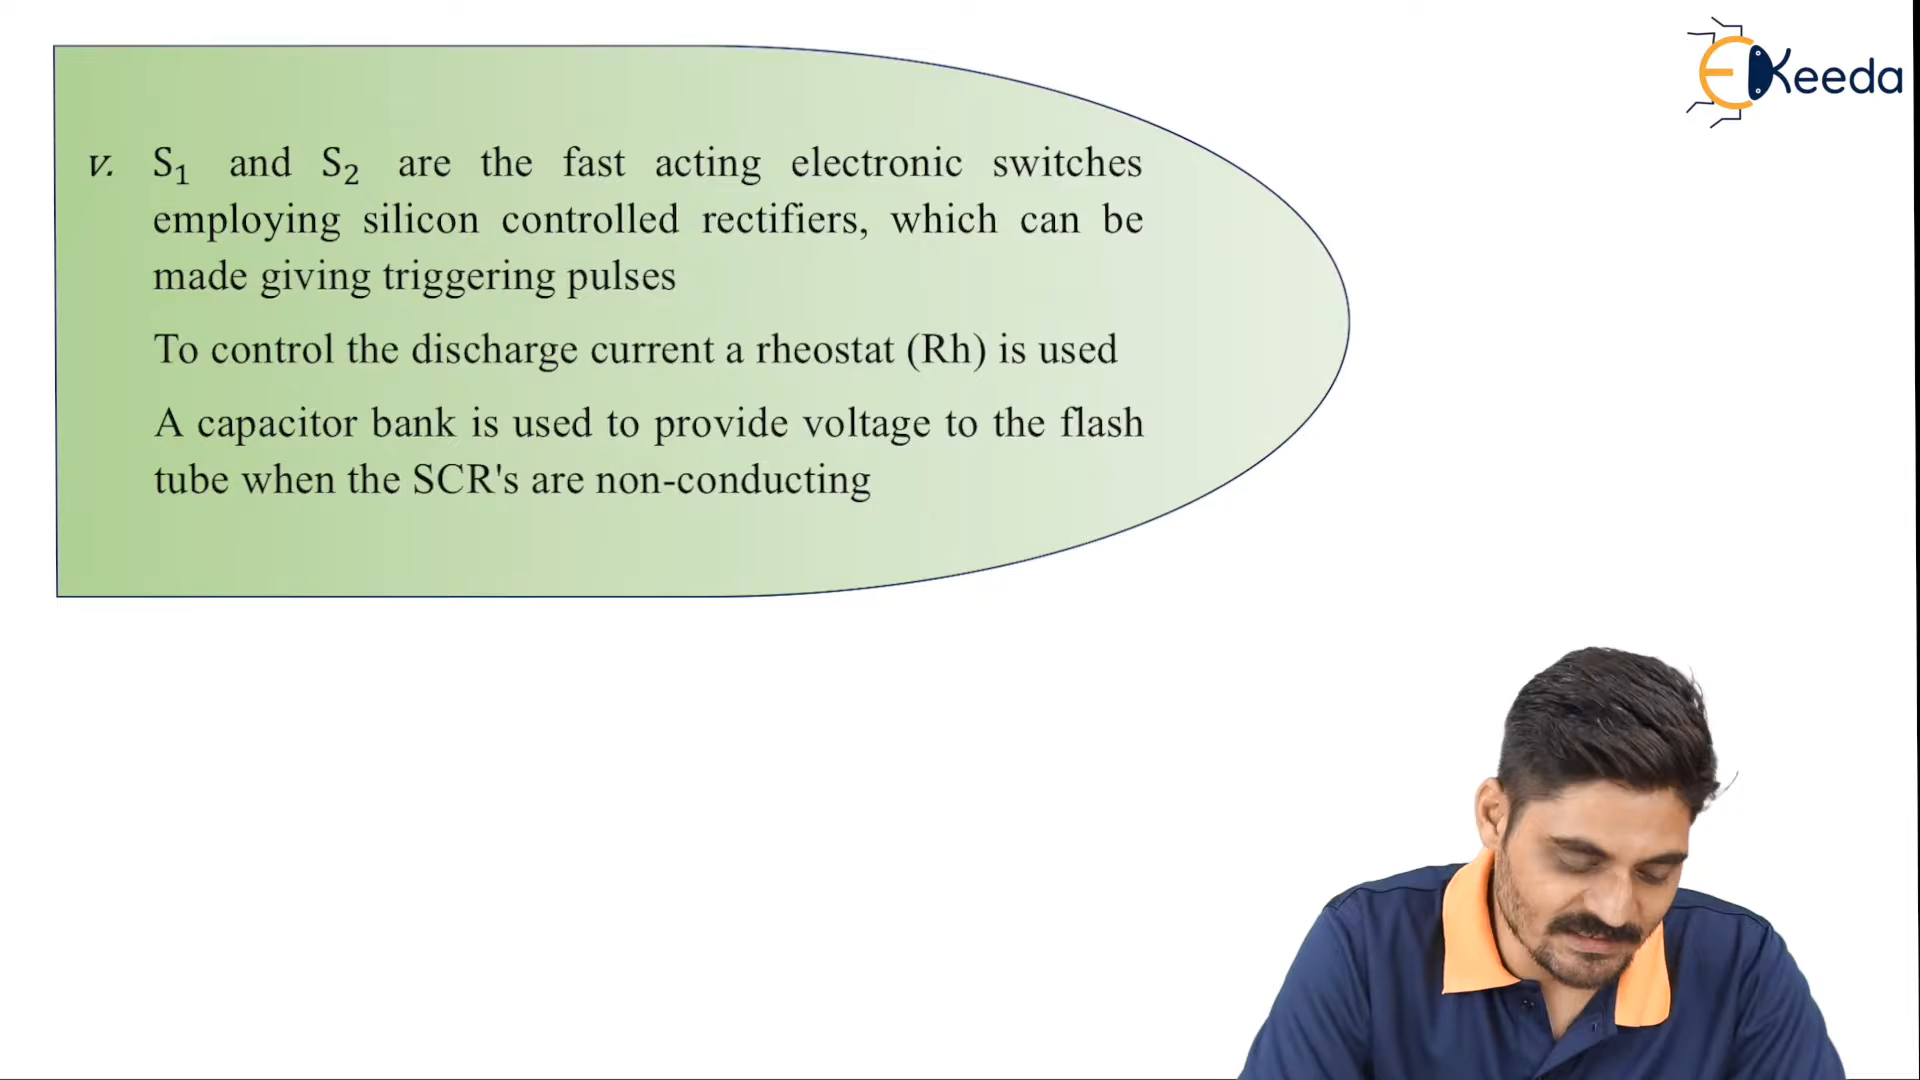 EKeeda
v. S₁ and S₂ are the fast acting electronic switches
employing silicon controlled rectifiers, which can be
made giving triggering pulses
To control the discharge current a rheostat (Rh) is used
A capacitor bank is used to provide voltage to the flash
tube when the SCR's are non-conducting